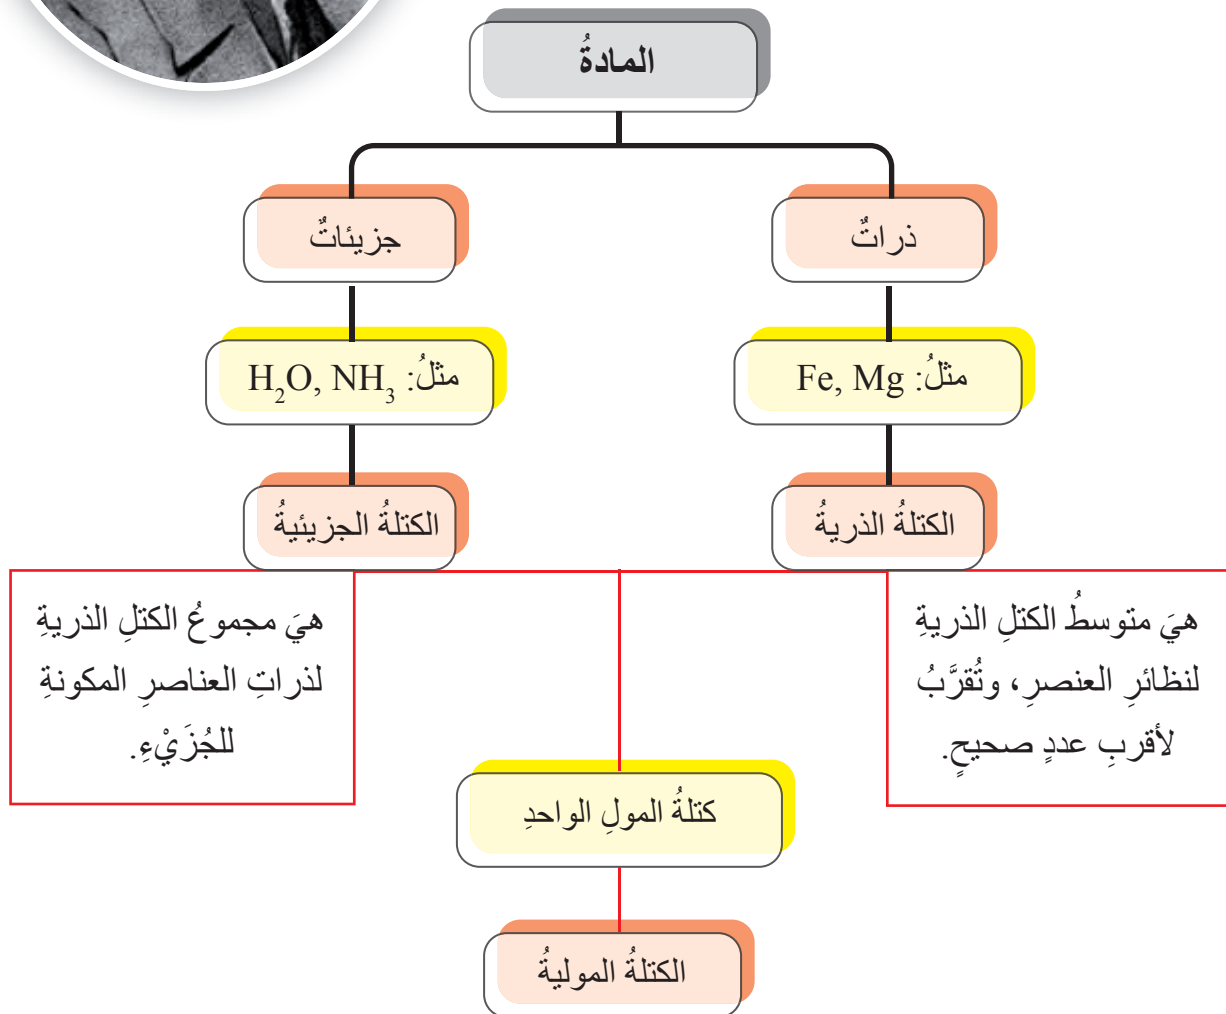 المادةُ
ذراتٌ
جزيئاتٌ
مثلُ: Fe, Mg
مثلُ: H₂O, NH₃
الكتلةُ الذريةُ
الكتلةُ الجزيئيةُ
هيَ متوسطُ الكتلِ الذريةِ
لنظائرِ العنصرِ، وتُقرَّبُ
لأقربِ عددٍ صحيحٍ.
هيَ مجموعُ الكتلِ الذريةِ
لذراتِ العناصرِ المكونةِ
للجُزَيْءِ.
كتلةُ المولِ الواحدِ
الكتلةُ الموليةُ